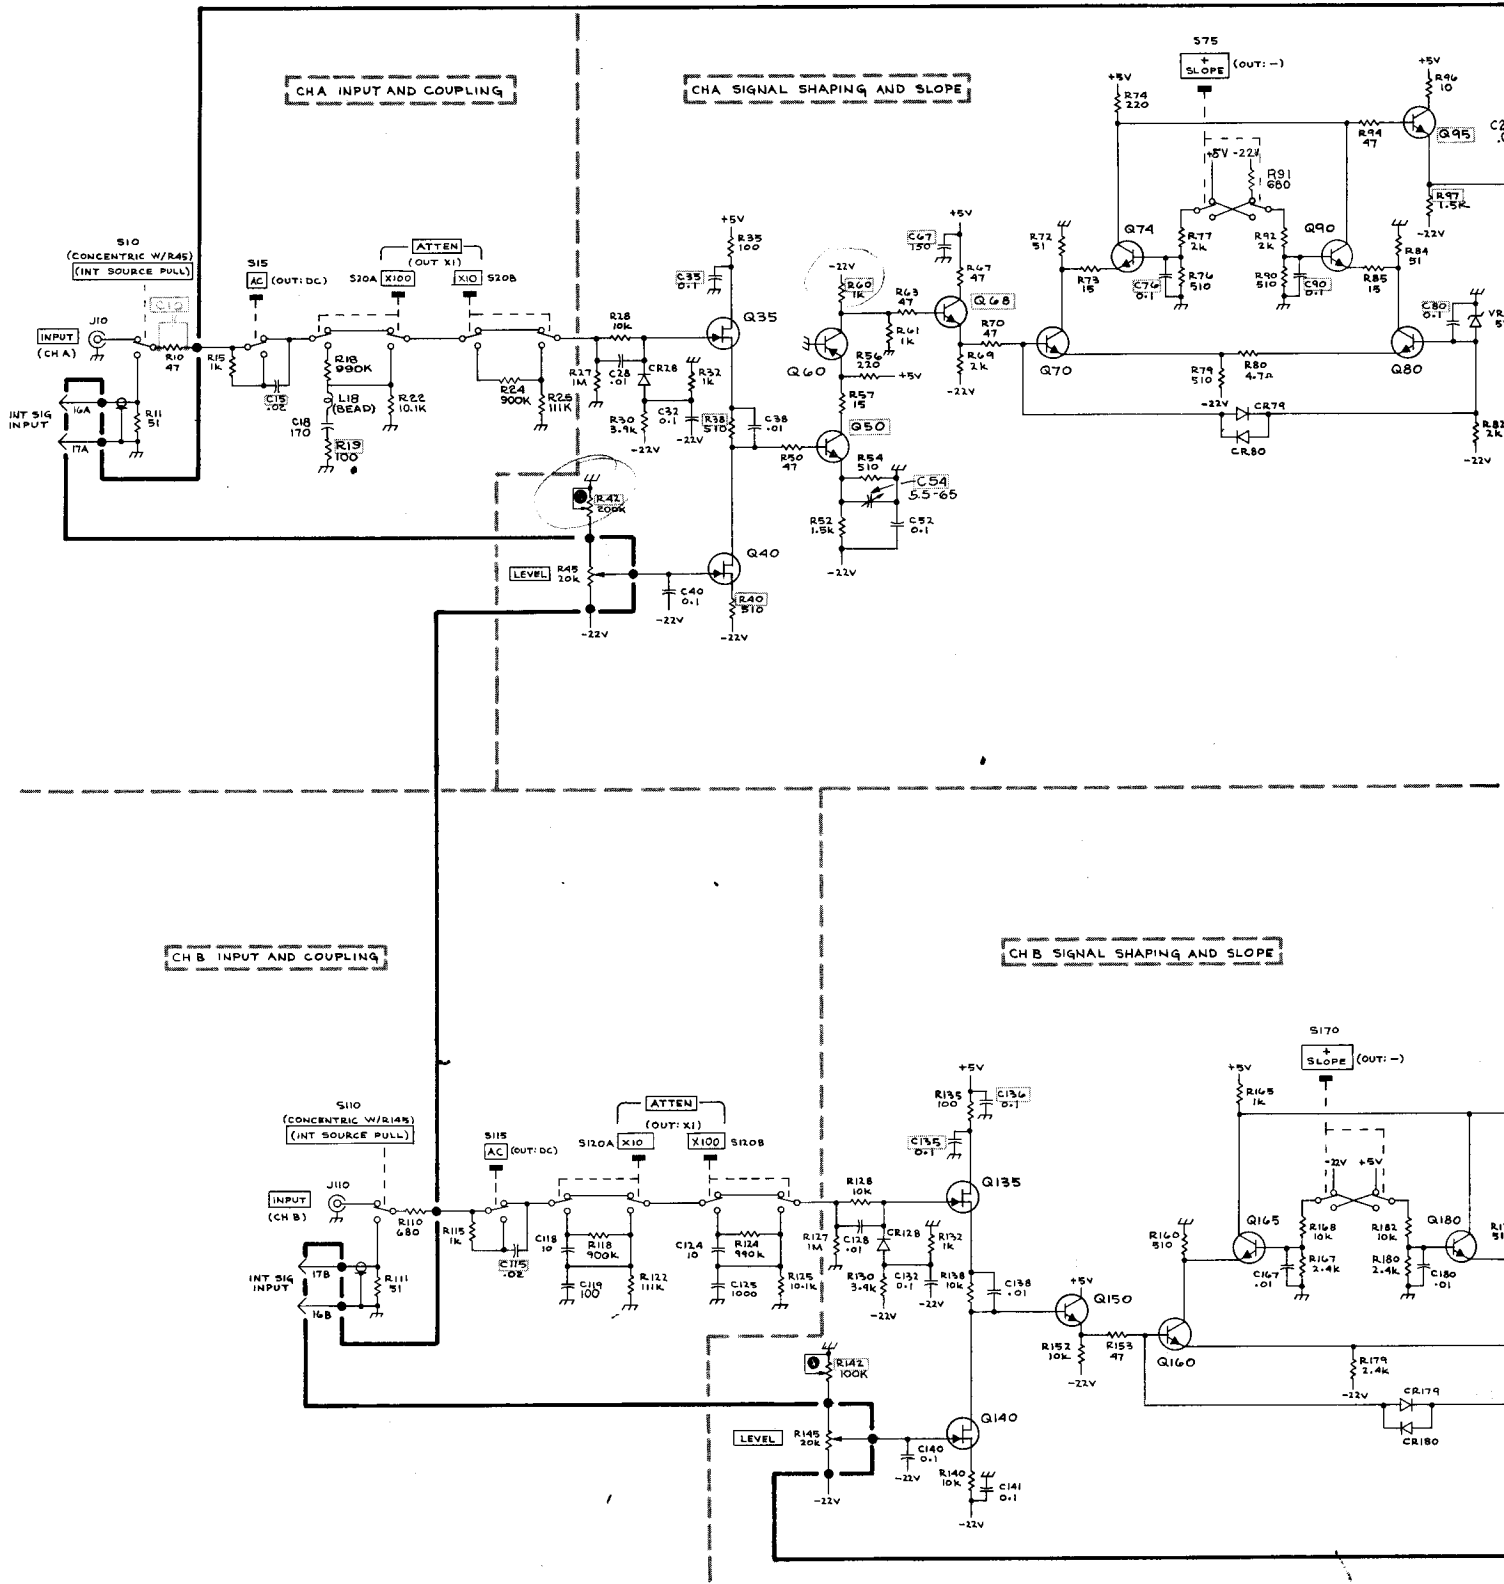 S75
+
SLOPE
(OUT: -)
CHA INPUT AND COUPLING
CHA SIGNAL SHAPING AND SLOPE
+5V
R74
220
+5V
R96
10
R94
47
Q95
+5V -22V
R91
680
R97
1.5K
-22V
+5V
R35
100
C67
150
+5V
R72
51
Q74
R77
2K
R92
2K
Q90
R84
51
S10
(CONCENTRIC W/R45)
(INT SOURCE PULL)
S15
AC (OUT: DC)
ATTEN
(OUT X1)
S20A X100
X10 S20B
C35
0.1
-22V
R60
1K
R63
47
R67
47
Q68
R73
15
C76
0.1
R76
510
R90
510
C90
0.1
R85
15
C80
0.1
C10
J10
INPUT
(CH A)
R10
47
R15
1K
C15
.02
R18
990K
L18
(BEAD)
R22
10.1K
C18
170
R19
100
R24
900K
R25
111K
R28
10K
R27
1M
C28
.01
CR28
R32
1K
R30
3.9K
-22V
C32
0.1
-22V
Q35
R38
510
C38
.01
R61
1K
Q60
R56
220
+5V
R57
15
R70
47
R69
2K
-22V
Q70
R79
510
-22V
R80
4.7Ω
Q80
CR79
CR80
R82
2K
-22V
INT SIG
INPUT
16A
17A
R11
51
Q50
R50
47
R54
510
C54
5.5-65
R52
1.5K
C52
0.1
-22V
R42
200K
LEVEL
R45
20K
-22V
C40
0.1
-22V
Q40
R40
510
-22V
CH B INPUT AND COUPLING
CH B SIGNAL SHAPING AND SLOPE
S170
+
SLOPE
(OUT: -)
+5V
R135
100
C136
0.1
C135
0.1
+5V
R165
1K
-22V +5V
S110
(CONCENTRIC W/R145)
(INT SOURCE PULL)
S115
AC (OUT: DC)
ATTEN
(OUT: X1)
S120A X10
X100 S120B
J110
INPUT
(CH B)
R110
680
R115
1K
C115
.02
C118
10
R118
900K
C119
100
R122
111K
C124
10
R124
990K
C125
1000
R125
10.1K
R128
10K
R127
1M
C128
.01
CR128
R132
1K
R130
3.9K
-22V
C132
0.1
-22V
Q135
R138
10K
C138
.01
+5V
Q150
R152
10K
-22V
R153
47
R160
510
Q160
Q165
R168
10K
R182
10K
Q180
C167
.01
R167
2.4K
R180
2.4K
C180
.01
R179
2.4K
-22V
CR179
CR180
INT SIG
INPUT
17B
16B
R111
51
R142
100K
LEVEL
R145
20K
-22V
C140
0.1
-22V
Q140
R140
10K
C141
0.1
-22V